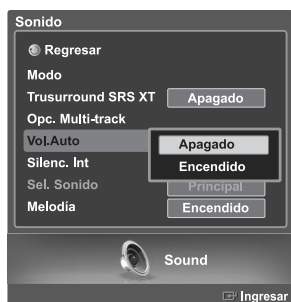 Sonido
Regresar
Modo
Trusurround SRS XT Apagado
Opc. Multi-track
Vol.Auto Apagado
Silenc. Int Encendido
Sel. Sonido Principal
Melodía Encendido
Sound
Ingresar